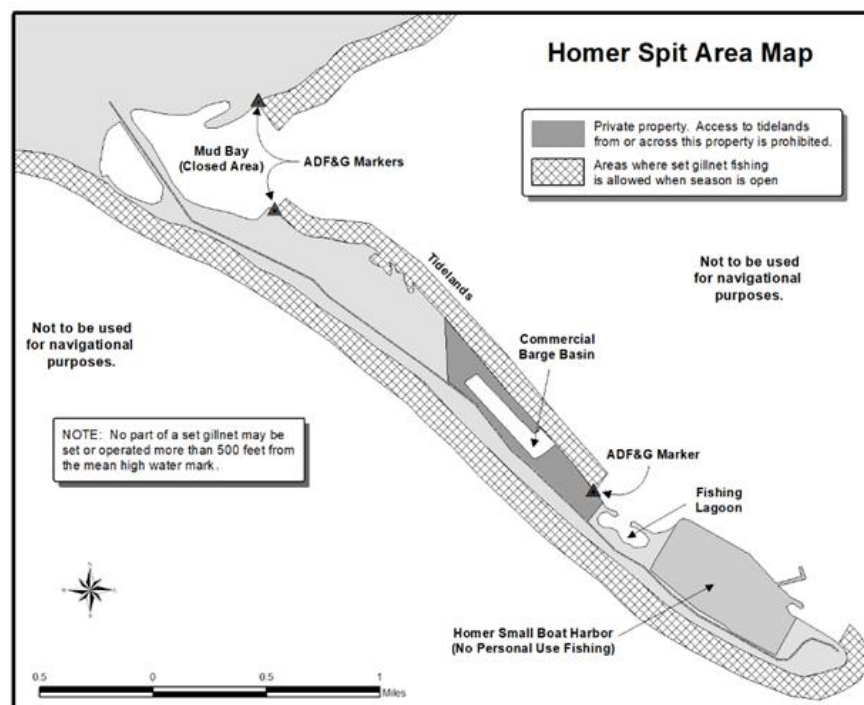 Homer Spit Area Map
Private property. Access to tidelands
from or across this property is prohibited.
Areas where set gillnet fishing
is allowed when season is open
Mud Bay
(Closed Area)
ADF&G Markers
Tidelands
Not to be used
for navigational
purposes.
Not to be used
for navigational
purposes.
Commercial
Barge Basin
NOTE: No part of a set gillnet may be
set or operated more than 500 feet from
the mean high water mark.
ADF&G Marker
Fishing
Lagoon
Homer Small Boat Harbor
(No Personal Use Fishing)
0.5 0 0.5 1
Miles